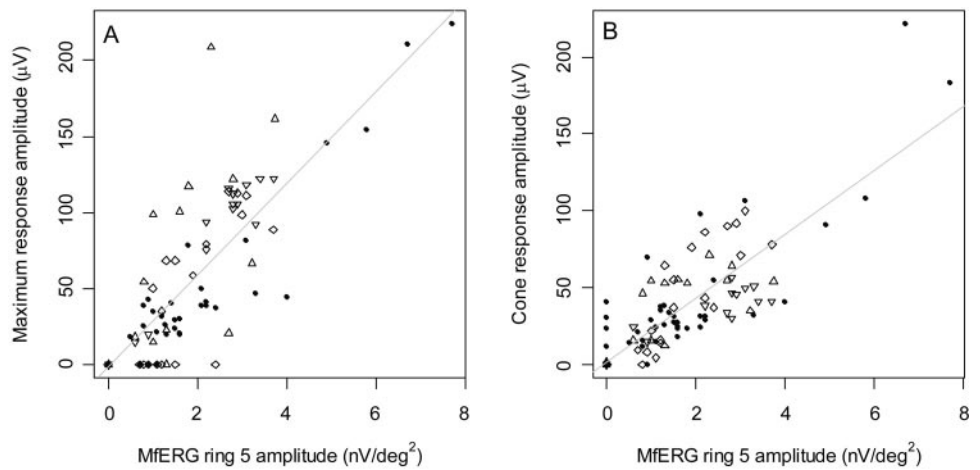 A
Maximum response amplitude (µV)
200
150
100
50
0
0 2 4 6 8
MfERG ring 5 amplitude (nV/deg²)
B
Cone response amplitude (µV)
200
150
100
50
0
0 2 4 6 8
MfERG ring 5 amplitude (nV/deg²)